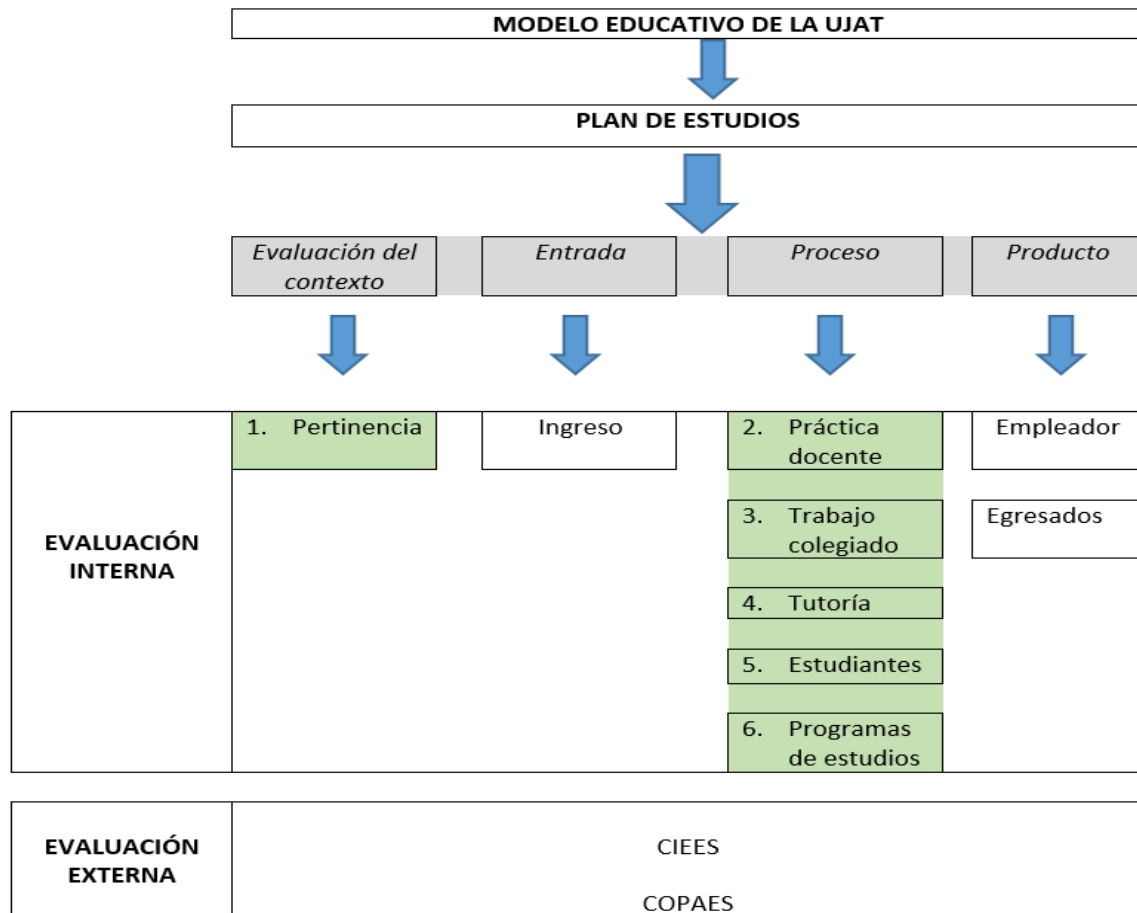 MODELO EDUCATIVO DE LA UJAT
PLAN DE ESTUDIOS
Evaluación del
contexto
Entrada
Proceso
Producto
EVALUACIÓN
INTERNA
1. Pertinencia
Ingreso
2. Práctica
docente
3. Trabajo
colegiado
4. Tutoría
5. Estudiantes
6. Programas
de estudios
Empleador
Egresados
EVALUACIÓN
EXTERNA
CIEES
COPAES